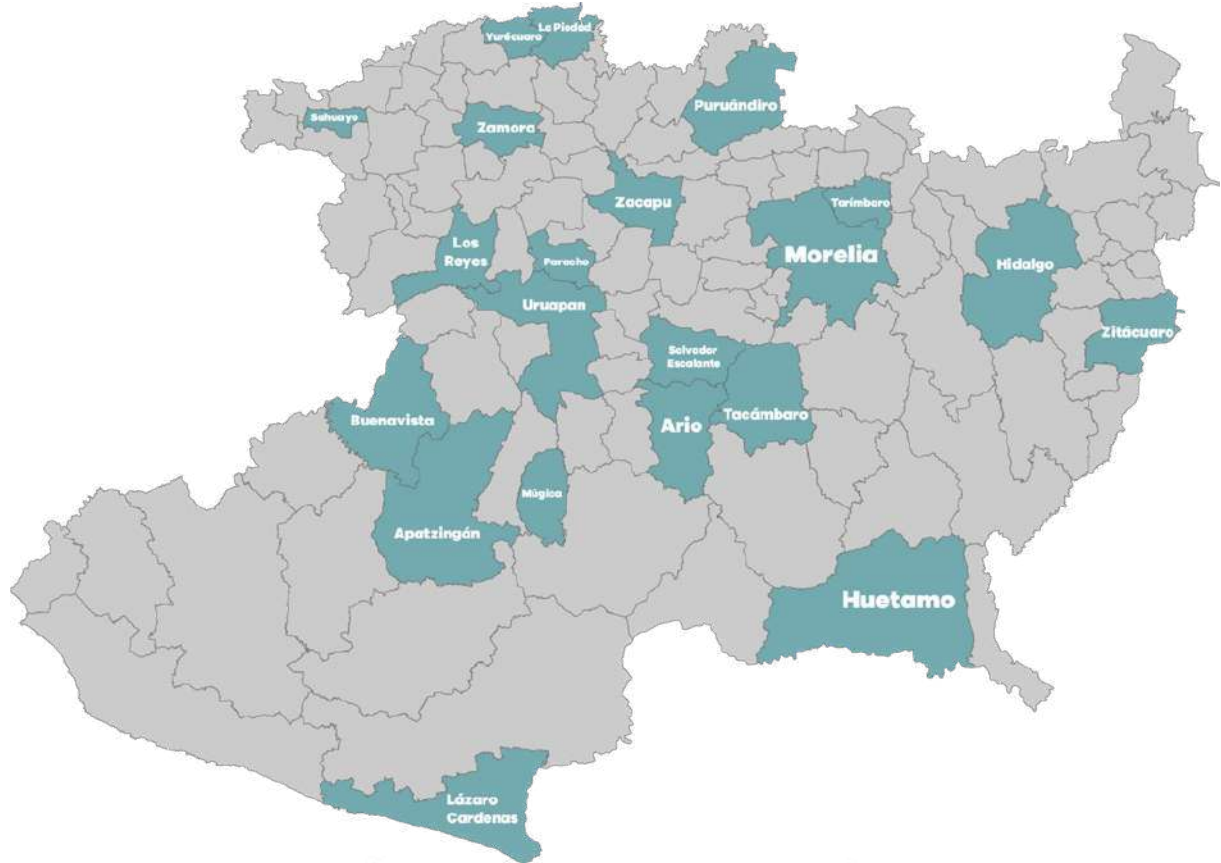 Yurécuaro
La Piedad
Sahuayo
Zamora
Puruándiro
Zacapu
Tarímbaro
Los
Reyes
Paracho
Morelia
Hidalgo
Uruapan
Zitácuaro
Salvador
Escalante
Buenavista
Ario
Tacámbaro
Múgica
Apatzingán
Huetamo
Lázaro
Cardenas